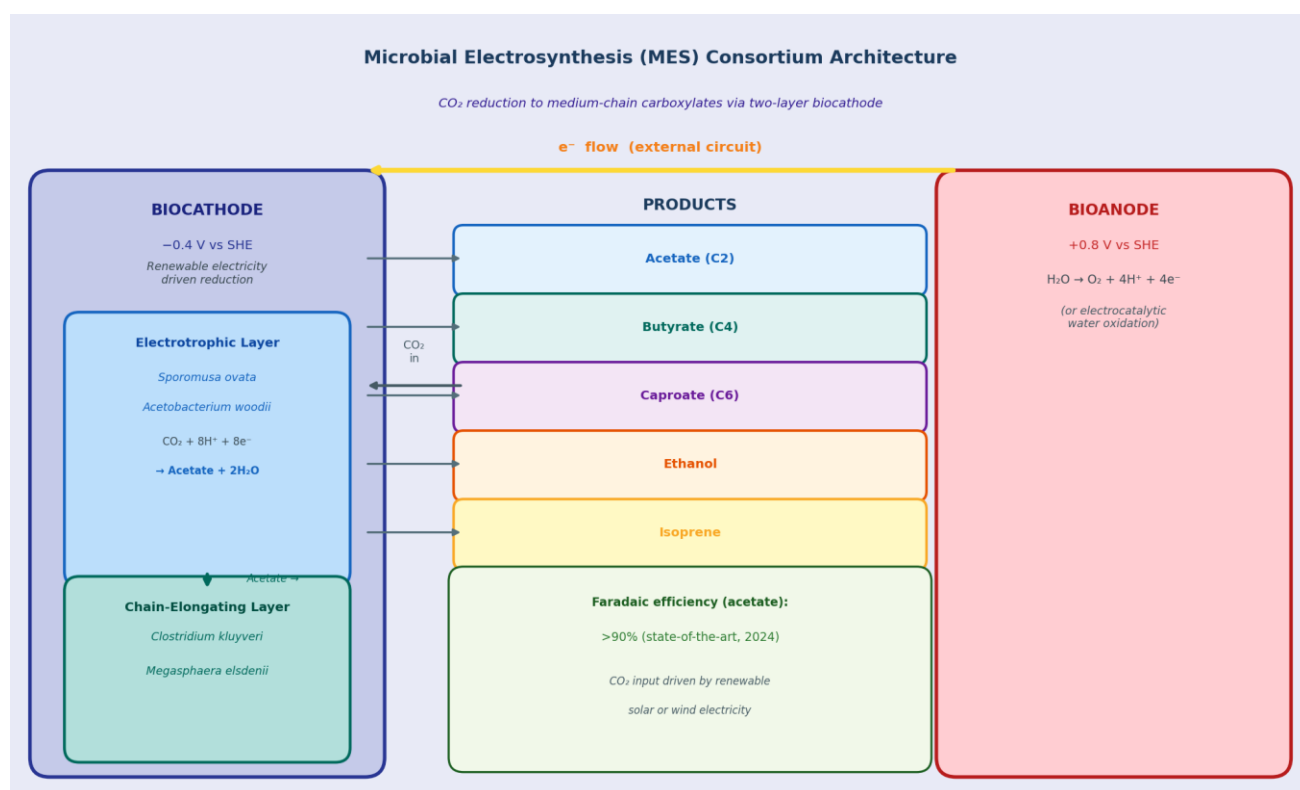 Microbial Electrosynthesis (MES) Consortium Architecture
CO₂ reduction to medium-chain carboxylates via two-layer biocathode
e⁻ flow (external circuit)
BIOCATHODE
−0.4 V vs SHE
Renewable electricity
driven reduction
Electrotrophic Layer
Sporomusa ovata
Acetobacterium woodii
CO₂ + 8H⁺ + 8e⁻
→ Acetate + 2H₂O
Acetate →
Chain-Elongating Layer
Clostridium kluyveri
Megasphaera elsdenii
CO₂
in
PRODUCTS
Acetate (C2)
Butyrate (C4)
Caproate (C6)
Ethanol
Isoprene
Faradaic efficiency (acetate):
>90% (state-of-the-art, 2024)
CO₂ input driven by renewable
solar or wind electricity
BIOANODE
+0.8 V vs SHE
H₂O → O₂ + 4H⁺ + 4e⁻
(or electrocatalytic
water oxidation)